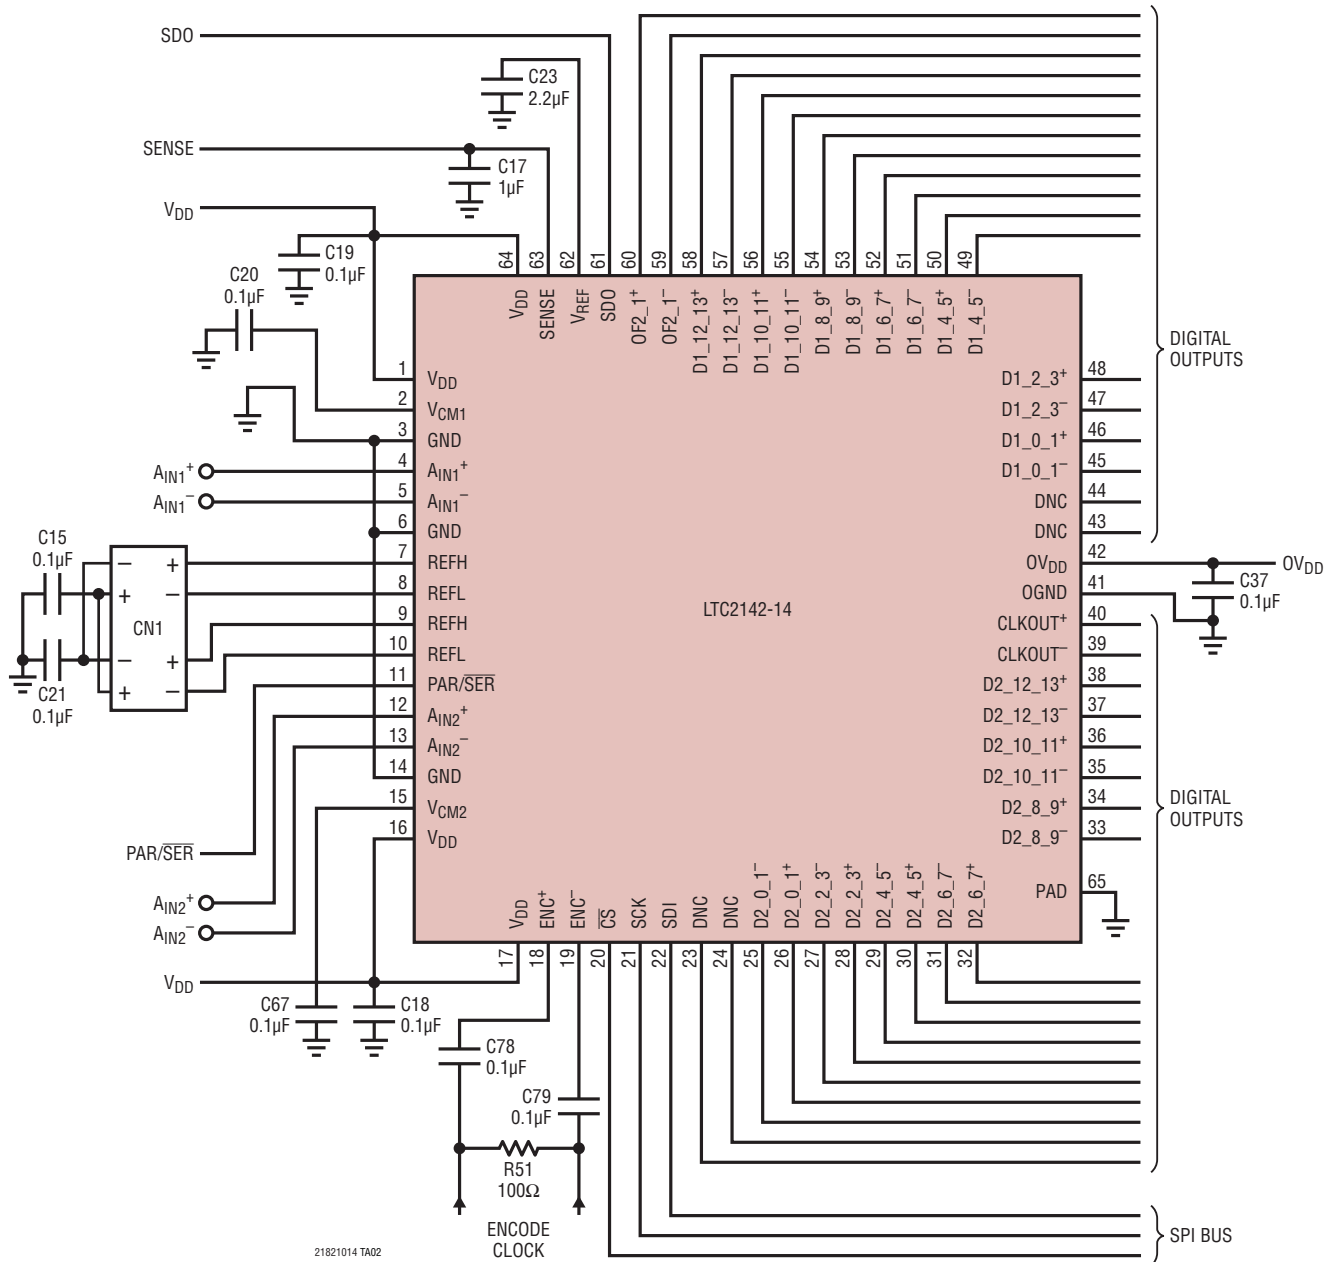 SDO
C23
2.2µF
SENSE
C17
1µF
VDD
C19
0.1µF
C20
0.1µF
64
63
62
61
60
59
58
57
56
55
54
53
52
51
50
49
VDD
SENSE
VREF
SDO
OF2_1+
OF2_1–
D1_12_13+
D1_12_13–
D1_10_11+
D1_10_11–
D1_8_9+
D1_8_9–
D1_6_7+
D1_6_7–
D1_4_5+
D1_4_5–
DIGITAL
OUTPUTS
1 VDD
2 VCM1
3 GND
4 AIN1+
5 AIN1–
6 GND
7 REFH
8 REFL
9 REFH
10 REFL
11 PAR/SER
12 AIN2+
13 AIN2–
14 GND
15 VCM2
16 VDD
AIN1+
AIN1–
C15
0.1µF
– +
+ –
CN1
– +
+ –
C21
0.1µF
LTC2142-14
D1_2_3+ 48
D1_2_3– 47
D1_0_1+ 46
D1_0_1– 45
DNC 44
DNC 43
OVDD 42
OGND 41
CLKOUT+ 40
CLKOUT– 39
D2_12_13+ 38
D2_12_13– 37
D2_10_11+ 36
D2_10_11– 35
D2_8_9+ 34
D2_8_9– 33
PAD 65
OVDD
C37
0.1µF
DIGITAL
OUTPUTS
PAR/SER
AIN2+
AIN2–
VDD
VDD
ENC+
ENC–
CS
SCK
SDI
DNC
DNC
D2_0_1–
D2_0_1+
D2_2_3–
D2_2_3+
D2_4_5–
D2_4_5+
D2_6_7–
D2_6_7+
17
18
19
20
21
22
23
24
25
26
27
28
29
30
31
32
C67
0.1µF
C18
0.1µF
C78
0.1µF
C79
0.1µF
R51
100Ω
ENCODE
CLOCK
SPI BUS
21821014 TA02